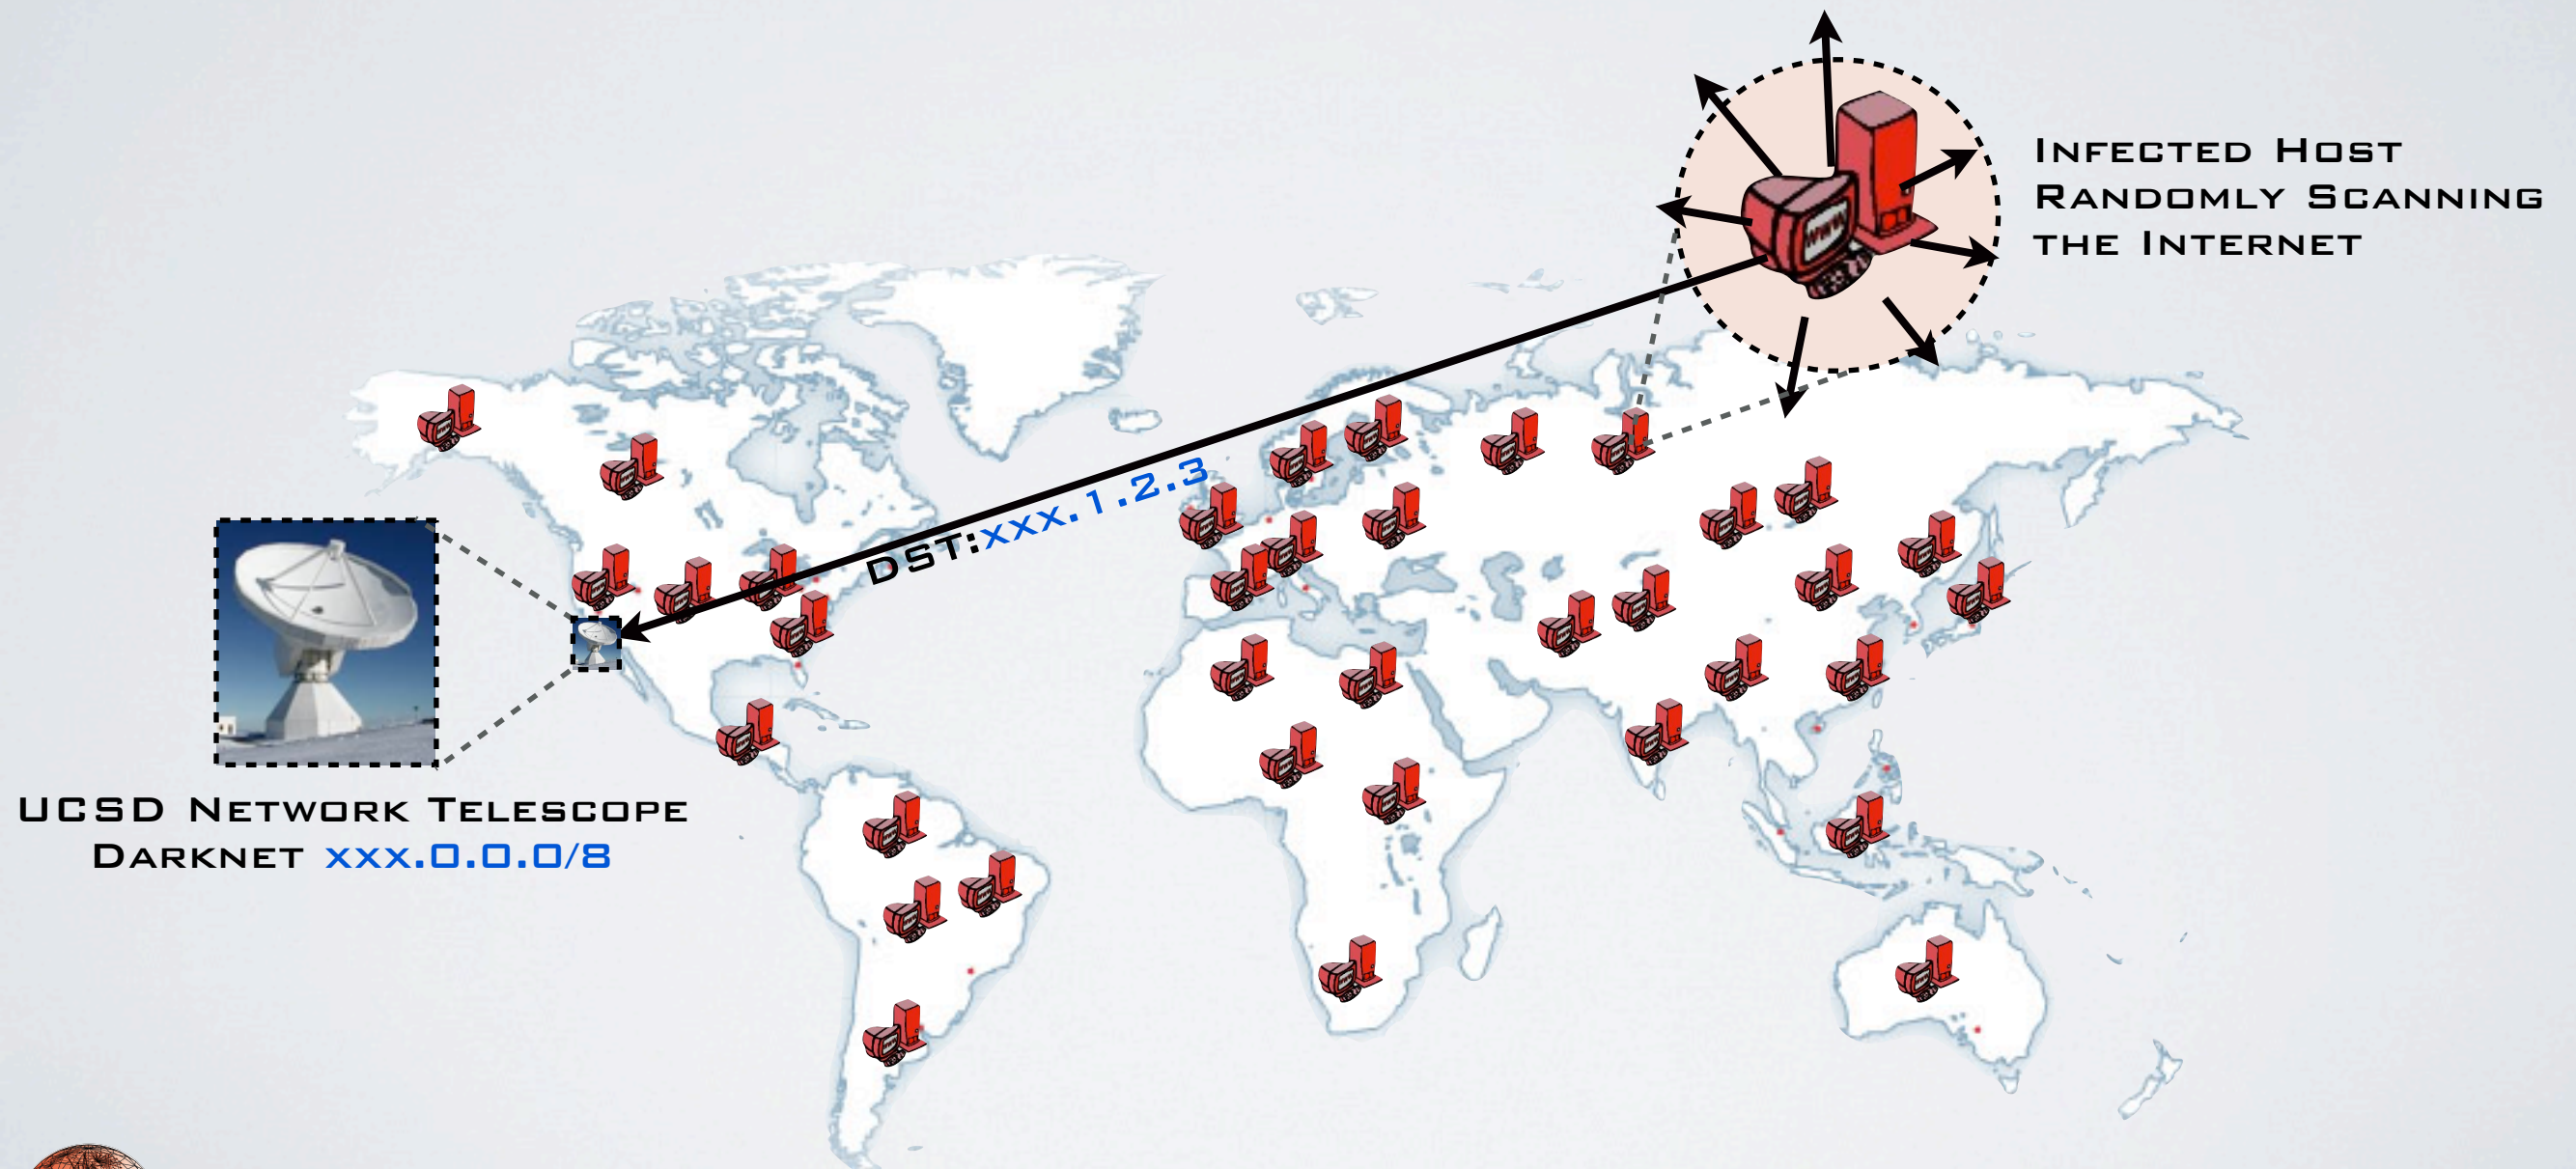 Infected Host
Randomly Scanning
the Internet
DST:xxx.1.2.3
www
UCSD Network Telescope
Darknet xxx.0.0.0/8